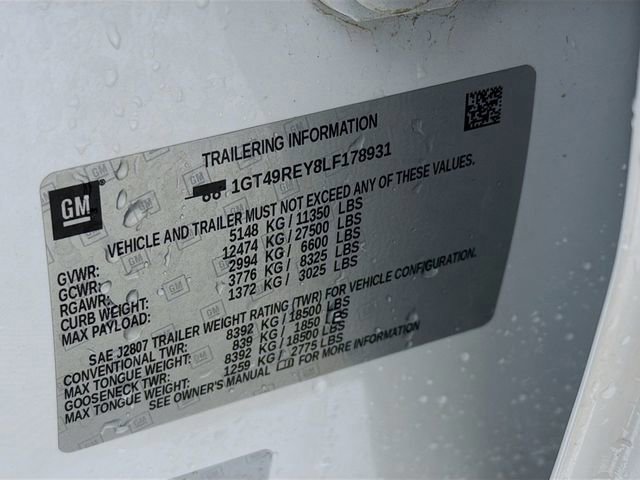 TRAILERING INFORMATION
GM
1GT49REY8LF178931
VEHICLE AND TRAILER MUST NOT EXCEED ANY OF THESE VALUES.
GVWR: 5148 KG / 11350 LBS
GCWR: 12474 KG / 27500 LBS
RGAWR: 2994 KG / 6600 LBS
CURB WEIGHT: 3776 KG / 8325 LBS
MAX PAYLOAD: 1372 KG / 3025 LBS
SAE J2807 TRAILER WEIGHT RATING (TWR) FOR VEHICLE CONFIGURATION.
CONVENTIONAL TWR: 8392 KG / 18500 LBS
MAX TONGUE WEIGHT: 839 KG / 1850 LBS
GOOSENECK TWR: 8392 KG / 18500 LBS
MAX TONGUE WEIGHT: 1259 KG / 2775 LBS
SEE OWNER'S MANUAL FOR MORE INFORMATION